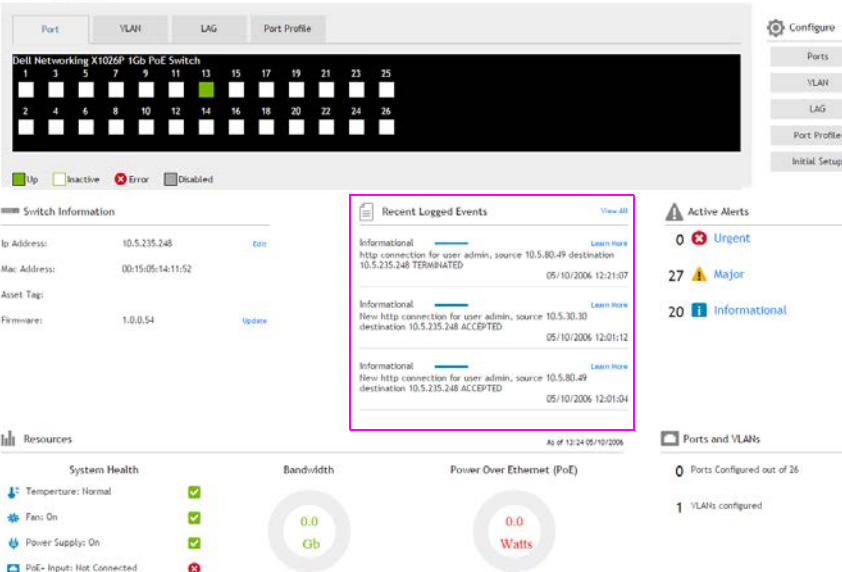 Port VLAN LAG Port Profile
Configure
Dell Networking X1026P 1Gb PoE Switch
1 3 5 7 9 11 13 15 17 19 21 23 25
2 4 6 8 10 12 14 16 18 20 22 24 26
Ports
VLAN
LAG
Port Profile
Initial Setup
Up Inactive Error Disabled
Switch Information
Ip Address: 10.5.235.248 Edit
Mac Address: 00:15:05:14:11:52
Asset Tag:
Firmware: 1.0.0.54 Update
Recent Logged Events View All
Informational Learn More
http connection for user admin, source 10.5.80.49 destination
10.5.235.248 TERMINATED
05/10/2006 12:21:07
Informational Learn More
New http connection for user admin, source 10.5.30.30
destination 10.5.235.248 ACCEPTED
05/10/2006 12:01:12
Informational Learn More
New http connection for user admin, source 10.5.80.49
destination 10.5.235.248 ACCEPTED
05/10/2006 12:01:04
Active Alerts
0 Urgent
27 Major
20 Informational
Resources
As of 13:24 05/10/2006
System Health
Temperture: Normal
Fan: On
Power Supply: On
PoE+ Input: Not Connected
Bandwidth
0.0
Gb
Power Over Ethernet (PoE)
0.0
Watts
Ports and VLANs
0 Ports Configured out of 26
1 VLANs configured